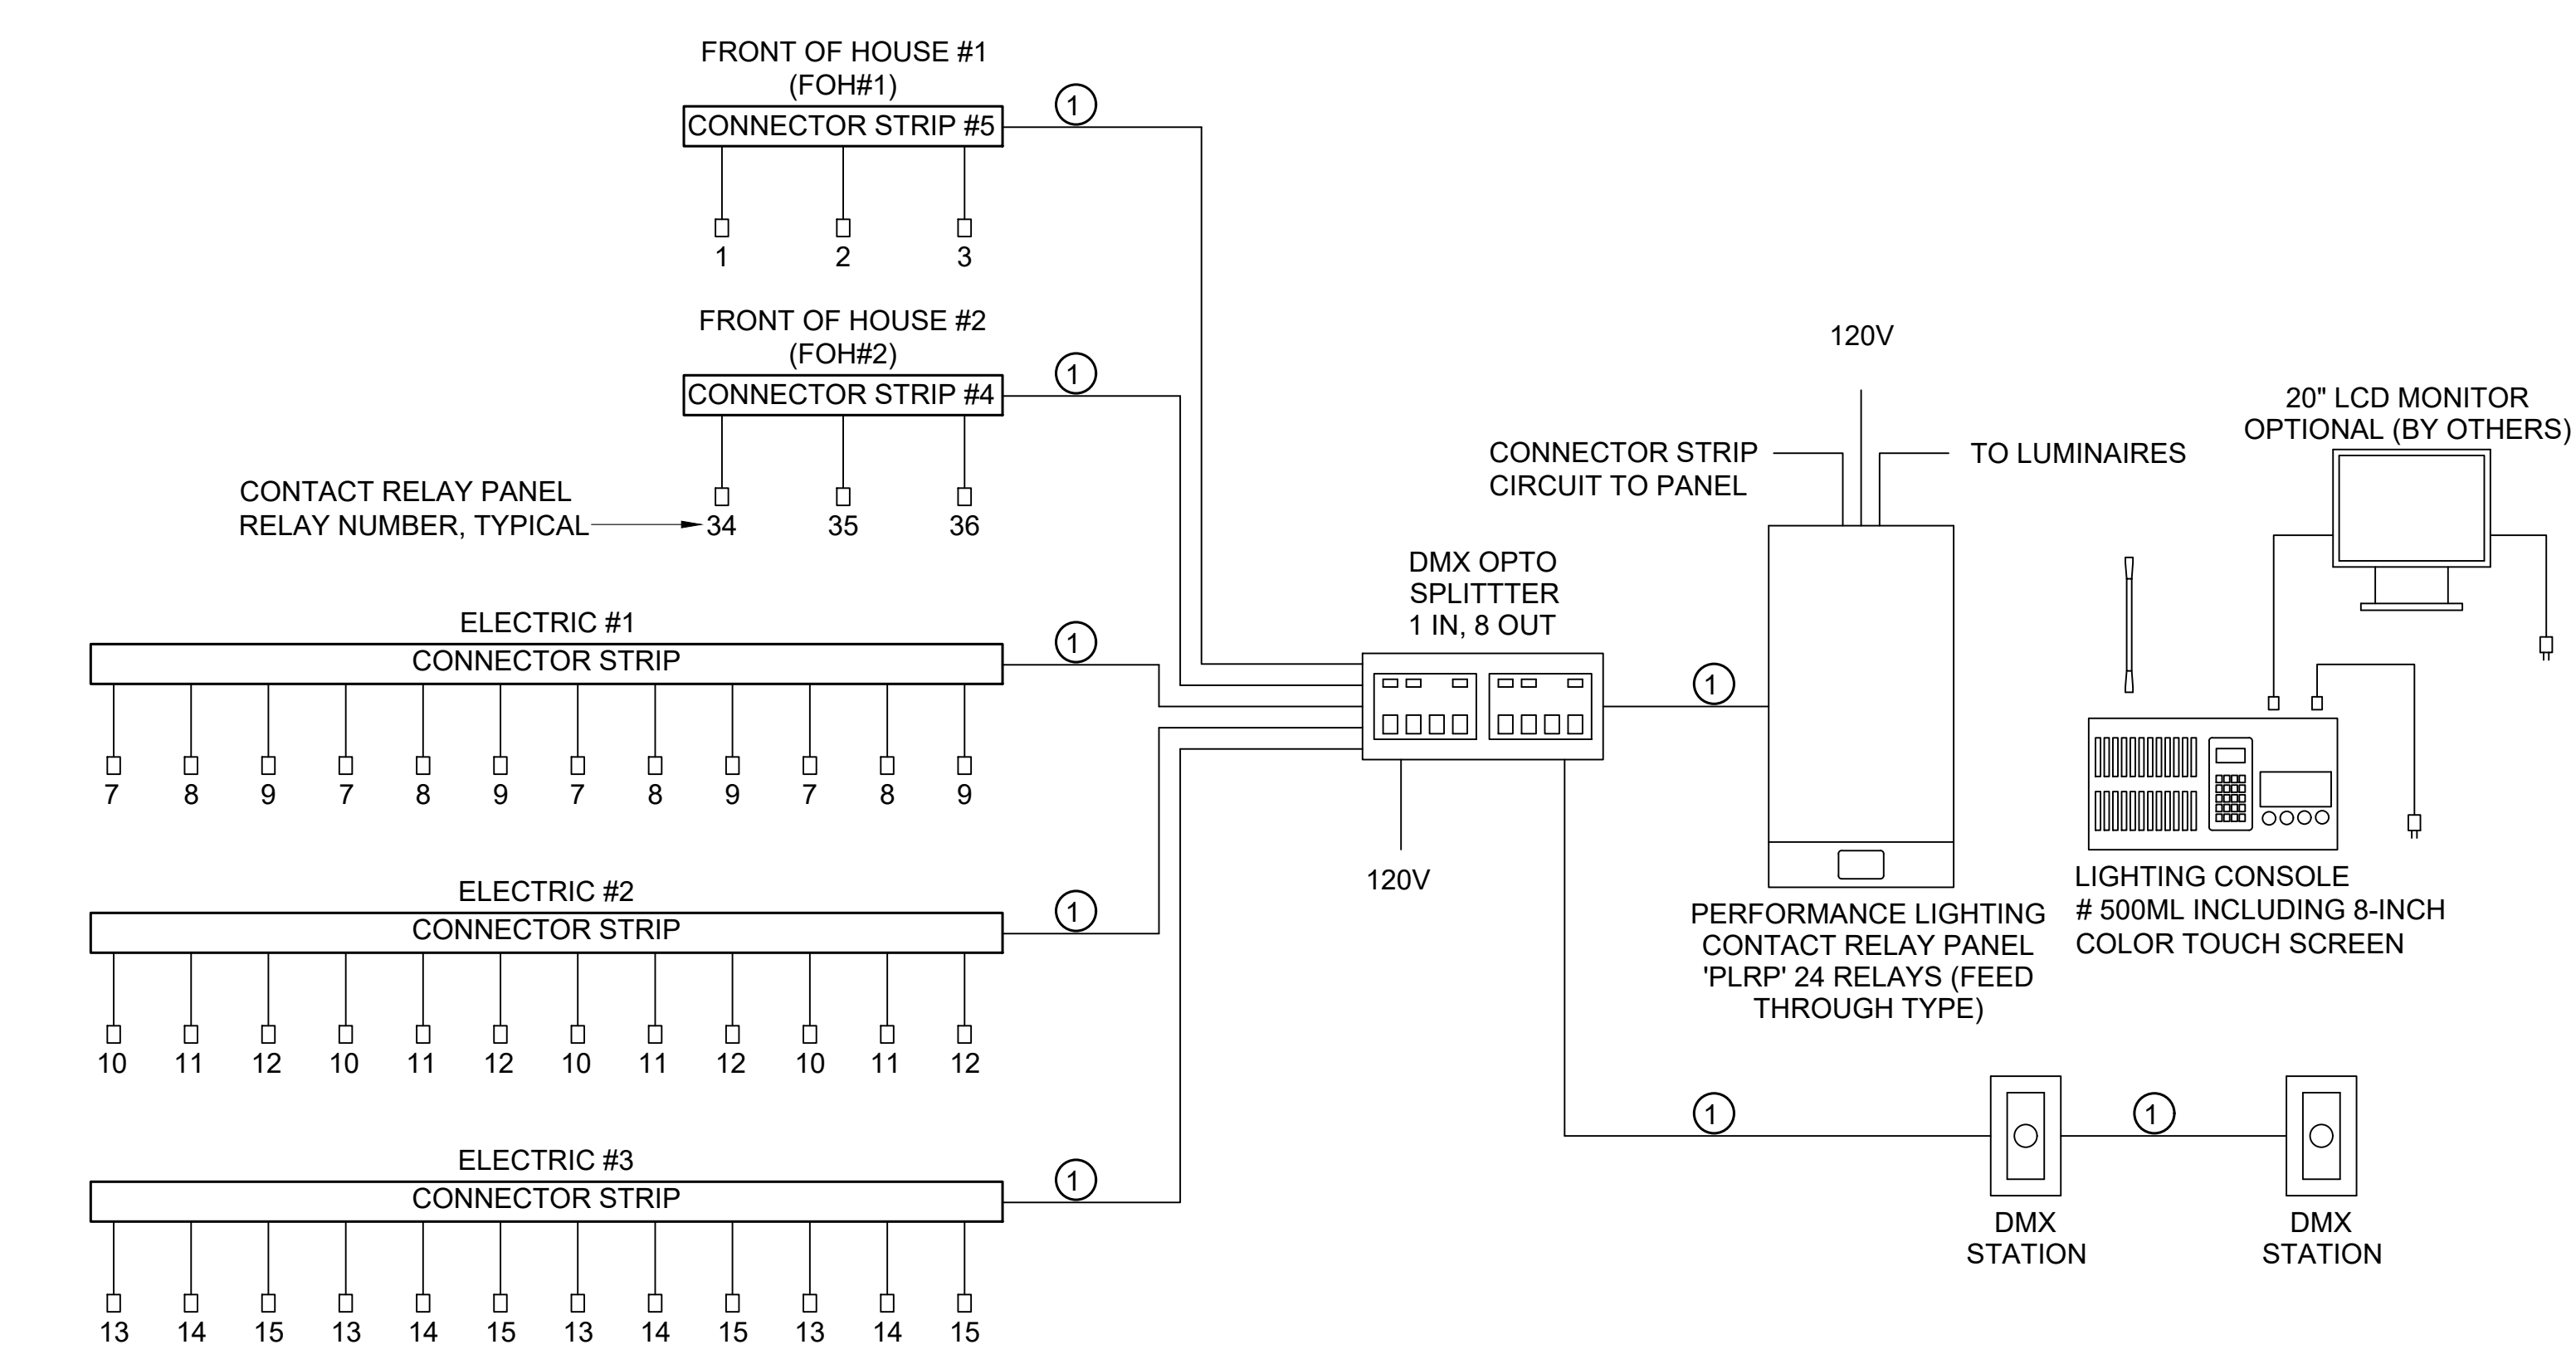 FRONT OF HOUSE #1
(FOH#1)
CONNECTOR STRIP #5
1
1
2
3
FRONT OF HOUSE #2
(FOH#2)
CONNECTOR STRIP #4
1
CONTACT RELAY PANEL
RELAY NUMBER, TYPICAL
34
35
36
ELECTRIC #1
CONNECTOR STRIP
1
7
8
9
7
8
9
7
8
9
7
8
9
ELECTRIC #2
CONNECTOR STRIP
1
10
11
12
10
11
12
10
11
12
10
11
12
ELECTRIC #3
CONNECTOR STRIP
1
13
14
15
13
14
15
13
14
15
13
14
15
DMX OPTO
SPLITTTER
1 IN, 8 OUT
120V
1
120V
CONNECTOR STRIP
CIRCUIT TO PANEL
TO LUMINAIRES
PERFORMANCE LIGHTING
CONTACT RELAY PANEL
'PLRP' 24 RELAYS (FEED
THROUGH TYPE)
20" LCD MONITOR
OPTIONAL (BY OTHERS)
LIGHTING CONSOLE
# 500ML INCLUDING 8-INCH
COLOR TOUCH SCREEN
1
1
DMX
STATION
DMX
STATION